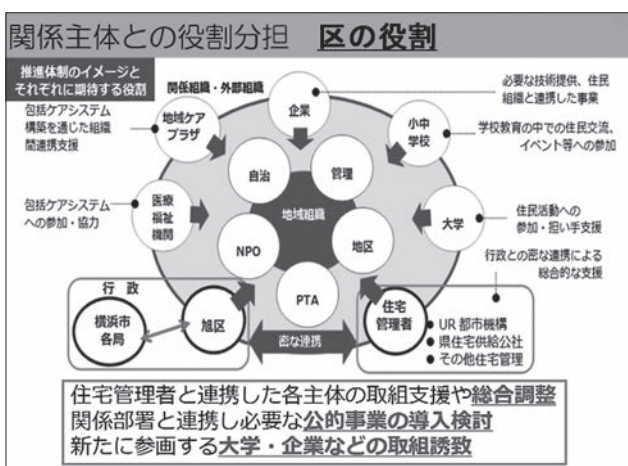 関係主体との役割分担　区の役割
推進体制のイメージと
それぞれに期待する役割
関係組織・外部組織
企業
必要な技術提供、住民
組織と連携した事業
包括ケアシステム
構築を通じた組織
間連携支援
地域ケア
プラザ
小中
学校
学校教育の中での住民交流、
イベント等への参加
自治
管理
包括ケアシステム
への参加・協力
医療
福祉
機関
地域組織
大学
住民活動への
参加・担い手支援
NPO
地区
PTA
行政との密な連携による
総合的な支援
行　政
横浜市
各局
旭区
密な連携
住宅
管理者
●UR都市機構
●県住宅供給公社
●その他住宅管理
住宅管理者と連携した各主体の取組支援や総合調整
関係部署と連携し必要な公的事業の導入検討
新たに参画する大学・企業などの取組誘致